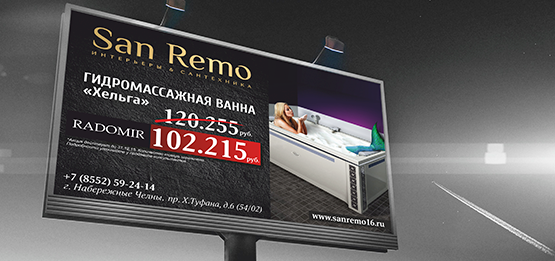 San Remo
ИНТЕРЬЕРЫ & САНТЕХНИКА
ГИДРОМАССАЖНАЯ ВАННА
«Хельга»
120.255 руб.
RADOMIR 102.215 руб.
+7 (8552) 59-24-14
г. Набережные Челны, пр. Х.Туфана, д.6 (54/02)
www.sanremo16.ru